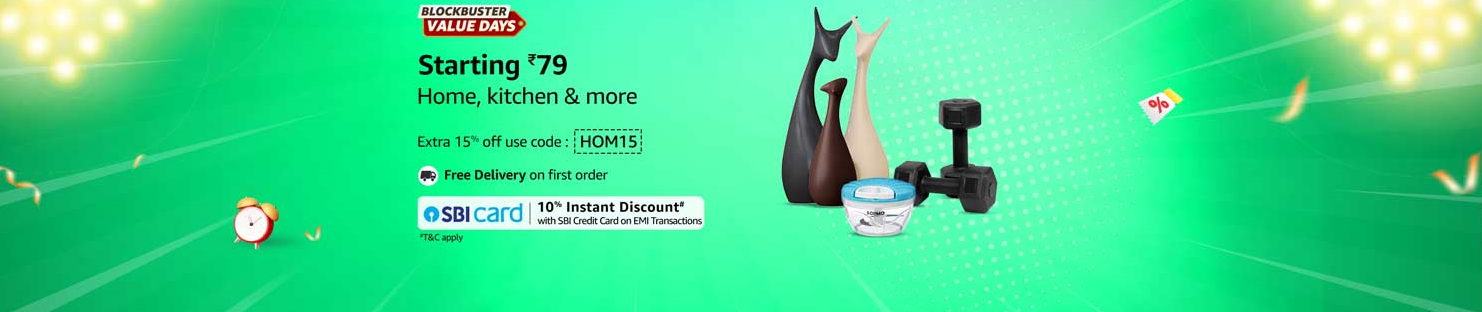 BLOCKBUSTER
VALUE DAYS
Starting ₹79
Home, kitchen & more
Extra 15% off use code : HOM15
Free Delivery on first order
SBI card
10% Instant Discount#
with SBI Credit Card on EMI Transactions
#T&C apply
%